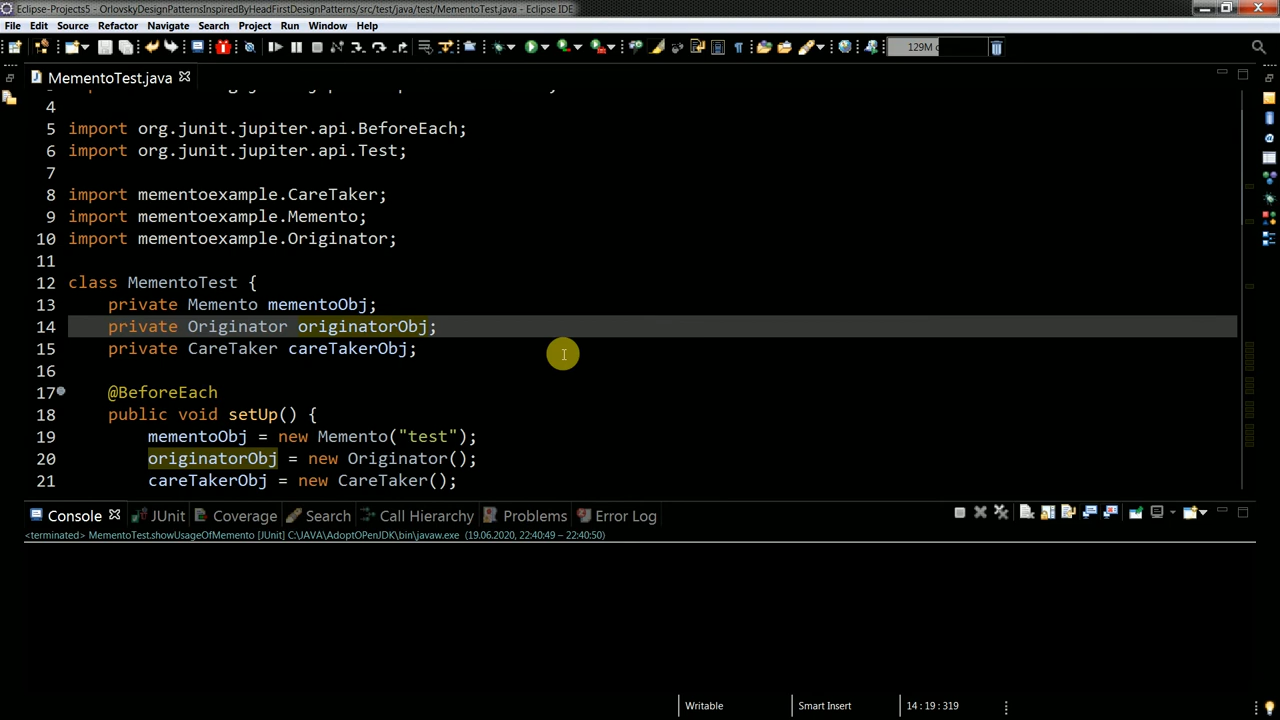 Eclipse-Projects5 - OrlovskyDesignPatternsInspiredByHeadFirstDesignPatterns/src/test/java/test/MementoTest.java - Eclipse IDE
File Edit Source Refactor Navigate Search Project Run Window Help
129M
MementoTest.java
4
5 import org.junit.jupiter.api.BeforeEach;
6 import org.junit.jupiter.api.Test;
7
8 import mementoexample.CareTaker;
9 import mementoexample.Memento;
10 import mementoexample.Originator;
11
12 class MementoTest {
13 private Memento mementoObj;
14 private Originator originatorObj;
15 private CareTaker careTakerObj;
16
17 @BeforeEach
18 public void setUp() {
19 mementoObj = new Memento("test");
20 originatorObj = new Originator();
21 careTakerObj = new CareTaker();
Console JUnit Coverage Search Call Hierarchy Problems Error Log
<terminated> MementoTest.showUsageOfMemento [JUnit] C:\JAVA\AdoptOPenJDK\bin\javaw.exe (19.06.2020, 22:40:49 – 22:40:50)
Writable Smart Insert 14 : 19 : 319